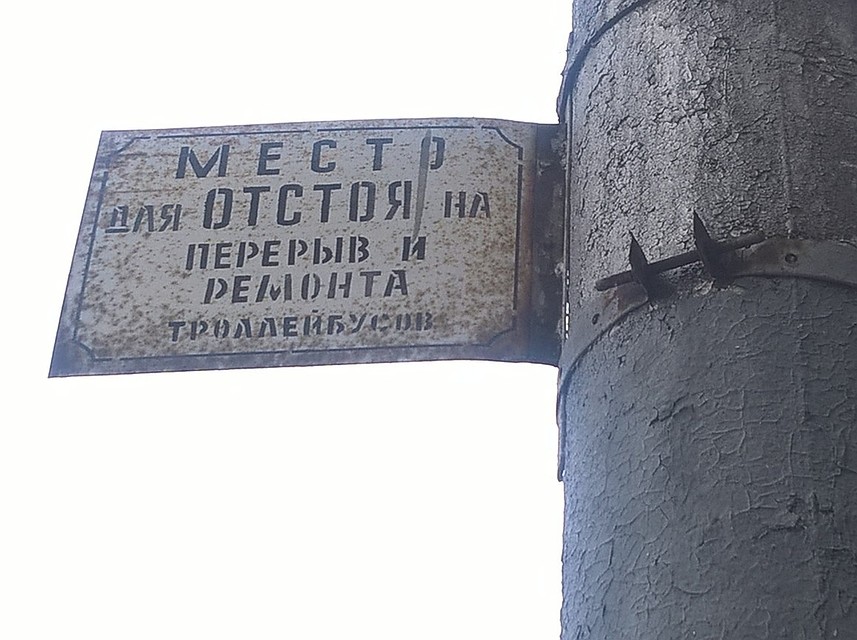 МЕСТО
ДЛЯ ОТСТОЯ НА
ПЕРЕРЫВ И
РЕМОНТА
ТРОЛЛЕЙБУСОВ